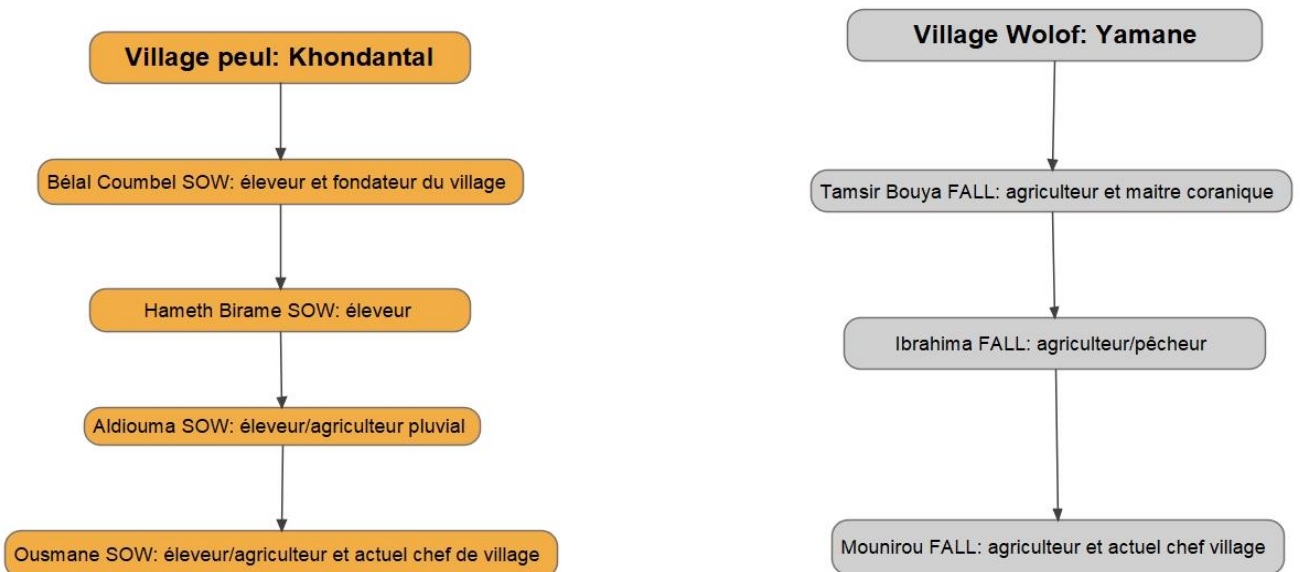 Village peul: Khondantal
Bélal Coumbel SOW: éleveur et fondateur du village
Hameth Birame SOW: éleveur
Aldiouma SOW: éleveur/agriculteur pluvial
Ousmane SOW: éleveur/agriculteur et actuel chef de village
Village Wolof: Yamane
Tamsir Bouya FALL: agriculteur et maitre coranique
Ibrahima FALL: agriculteur/pêcheur
Mounirou FALL: agriculteur et actuel chef village